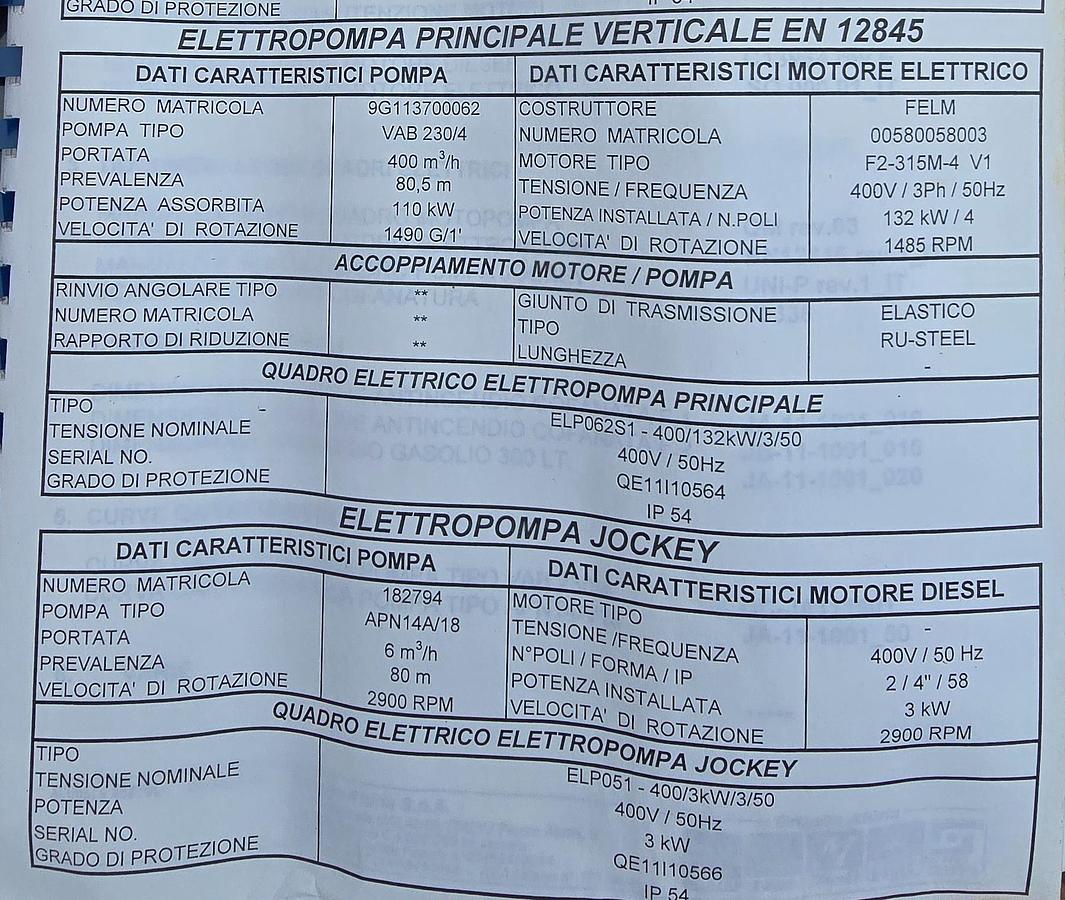 GRADO DI PROTEZIONE
ELETTROPOMPA PRINCIPALE VERTICALE EN 12845
DATI CARATTERISTICI POMPA DATI CARATTERISTICI MOTORE ELETTRICO
NUMERO MATRICOLA 9G113700062 COSTRUTTORE FELM
POMPA TIPO VAB 230/4 NUMERO MATRICOLA 00580058003
PORTATA 400 m³/h MOTORE TIPO F2-315M-4 V1
PREVALENZA 80,5 m TENSIONE / FREQUENZA 400V / 3Ph / 50Hz
POTENZA ASSORBITA 110 kW POTENZA INSTALLATA / N.POLI 132 kW / 4
VELOCITA' DI ROTAZIONE 1490 G/1' VELOCITA' DI ROTAZIONE 1485 RPM
ACCOPPIAMENTO MOTORE / POMPA
RINVIO ANGOLARE TIPO ** GIUNTO DI TRASMISSIONE ELASTICO
NUMERO MATRICOLA ** TIPO RU-STEEL
RAPPORTO DI RIDUZIONE ** LUNGHEZZA -
QUADRO ELETTRICO ELETTROPOMPA PRINCIPALE
TIPO - ELP062S1 - 400/132kW/3/50
TENSIONE NOMINALE 400V / 50Hz
SERIAL NO. QE11I10564
GRADO DI PROTEZIONE IP 54
ELETTROPOMPA JOCKEY
DATI CARATTERISTICI POMPA DATI CARATTERISTICI MOTORE DIESEL
NUMERO MATRICOLA 182794 MOTORE TIPO -
POMPA TIPO APN14A/18 TENSIONE /FREQUENZA 400V / 50 Hz
PORTATA 6 m³/h N°POLI / FORMA / IP 2 / 4" / 58
PREVALENZA 80 m POTENZA INSTALLATA 3 kW
VELOCITA' DI ROTAZIONE 2900 RPM VELOCITA' DI ROTAZIONE 2900 RPM
QUADRO ELETTRICO ELETTROPOMPA JOCKEY
TIPO ELP051 - 400/3kW/3/50
TENSIONE NOMINALE 400V / 50Hz
POTENZA 3 kW
SERIAL NO. QE11I10566
GRADO DI PROTEZIONE IP 54